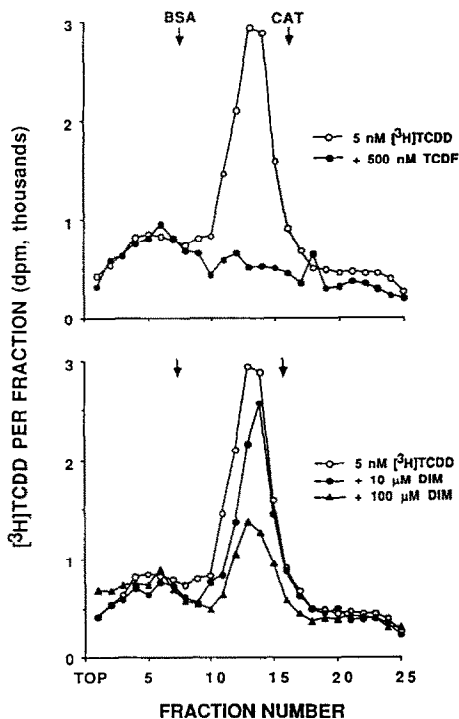 BSA CAT
3
2
1
0
5 nM [³H]TCDD
+ 500 nM TCDF
[³H]TCDD PER FRACTION (dpm, thousands)
3
2
1
0
5 nM [³H]TCDD
+ 10 µM DIM
+ 100 µM DIM
TOP 5 10 15 20 25
FRACTION NUMBER